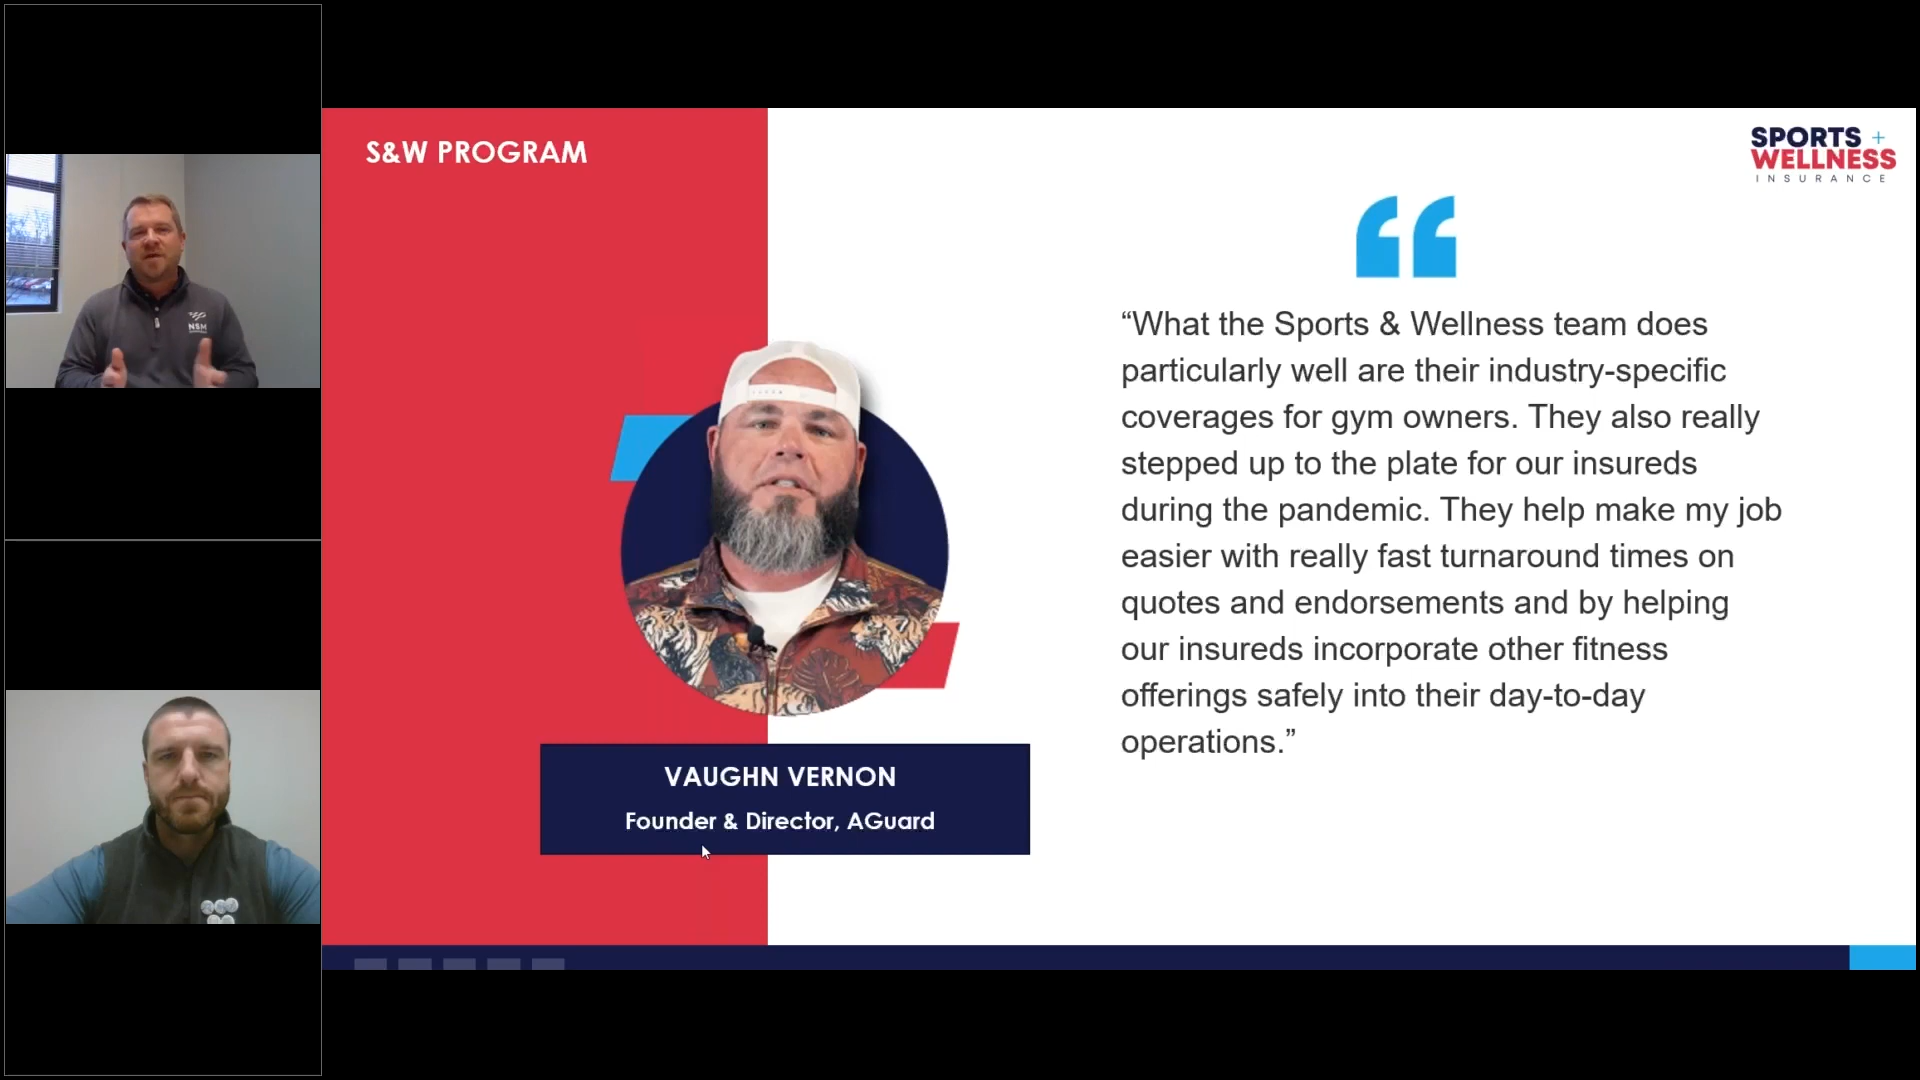 S&W PROGRAM
SPORTS +
WELLNESS
INSURANCE
“What the Sports & Wellness team does
particularly well are their industry-specific
coverages for gym owners. They also really
stepped up to the plate for our insureds
during the pandemic. They help make my job
easier with really fast turnaround times on
quotes and endorsements and by helping
our insureds incorporate other fitness
offerings safely into their day-to-day
operations.”
VAUGHN VERNON
Founder & Director, AGuard
NSM